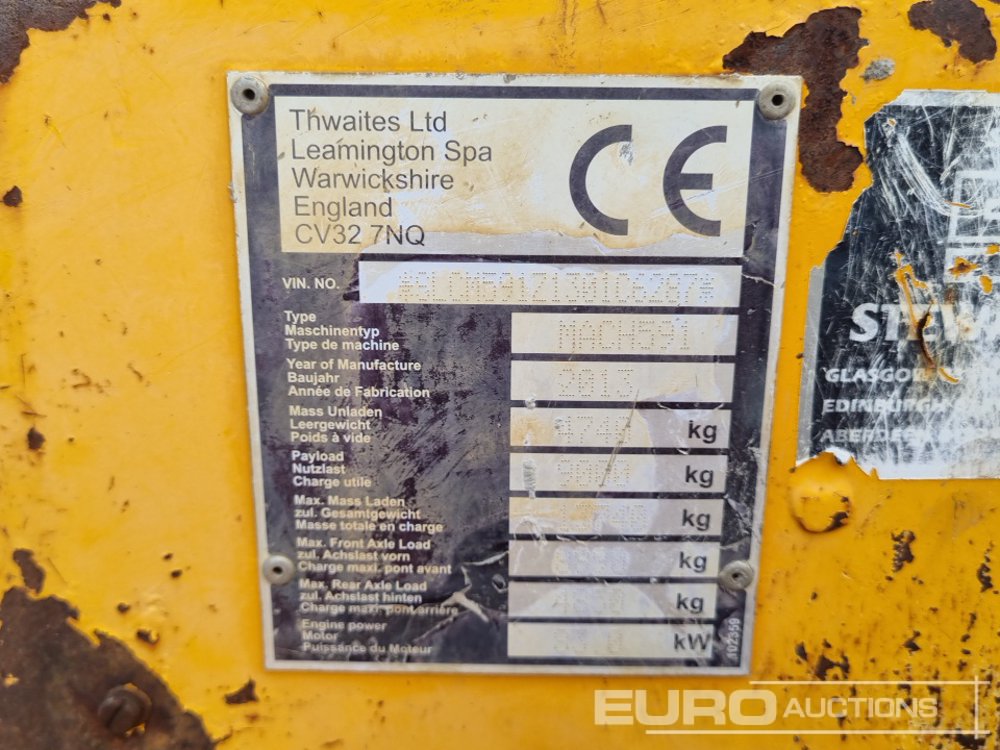 Thwaites Ltd
Leamington Spa
Warwickshire
England
CV32 7NQ
CE
VIN. NO.
Type
Maschinentyp
Type de machine
MACH591
Year of Manufacture
Baujahr
Année de Fabrication
2013
Mass Unladen
Leergewicht
Poids à vide
kg
Payload
Nutzlast
Charge utile
9000 kg
Max. Mass Laden
zul. Gesamtgewicht
Masse totale en charge
kg
Max. Front Axle Load
zul. Achslast vorn
Charge maxi. pont avant
kg
Max. Rear Axle Load
zul. Achslast hinten
Charge maxi. pont arrière
kg
Engine power
Motor
Puissance du Moteur
kW
102559
GLASGOW
EDINBURGH
EURO AUCTIONS